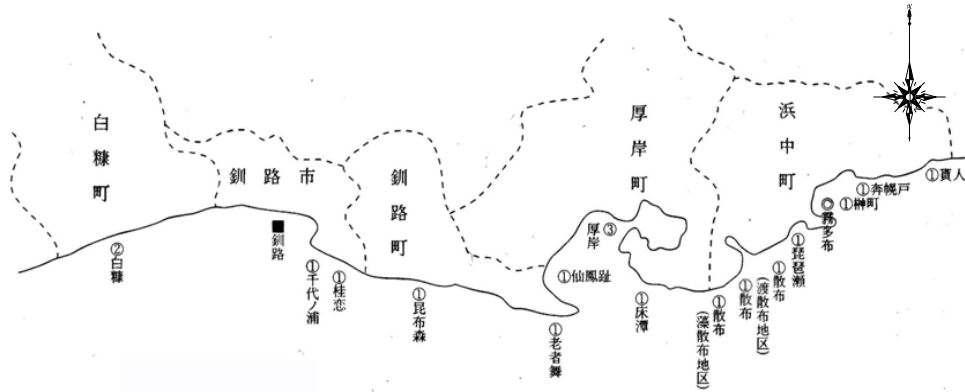 白糠町
釧路市
釧路町
厚岸町
浜中町
②白糠
■釧路
①千代ノ浦
①桂恋
①昆布森
①老者舞
①仙鳳趾
厚岸③
①床潭
①散布
(藻散布地区)
①散布
①散布
(渡散布地区)
①琵琶瀬
◎霧多布
①榊町
①奔幌戸
①貰人
N